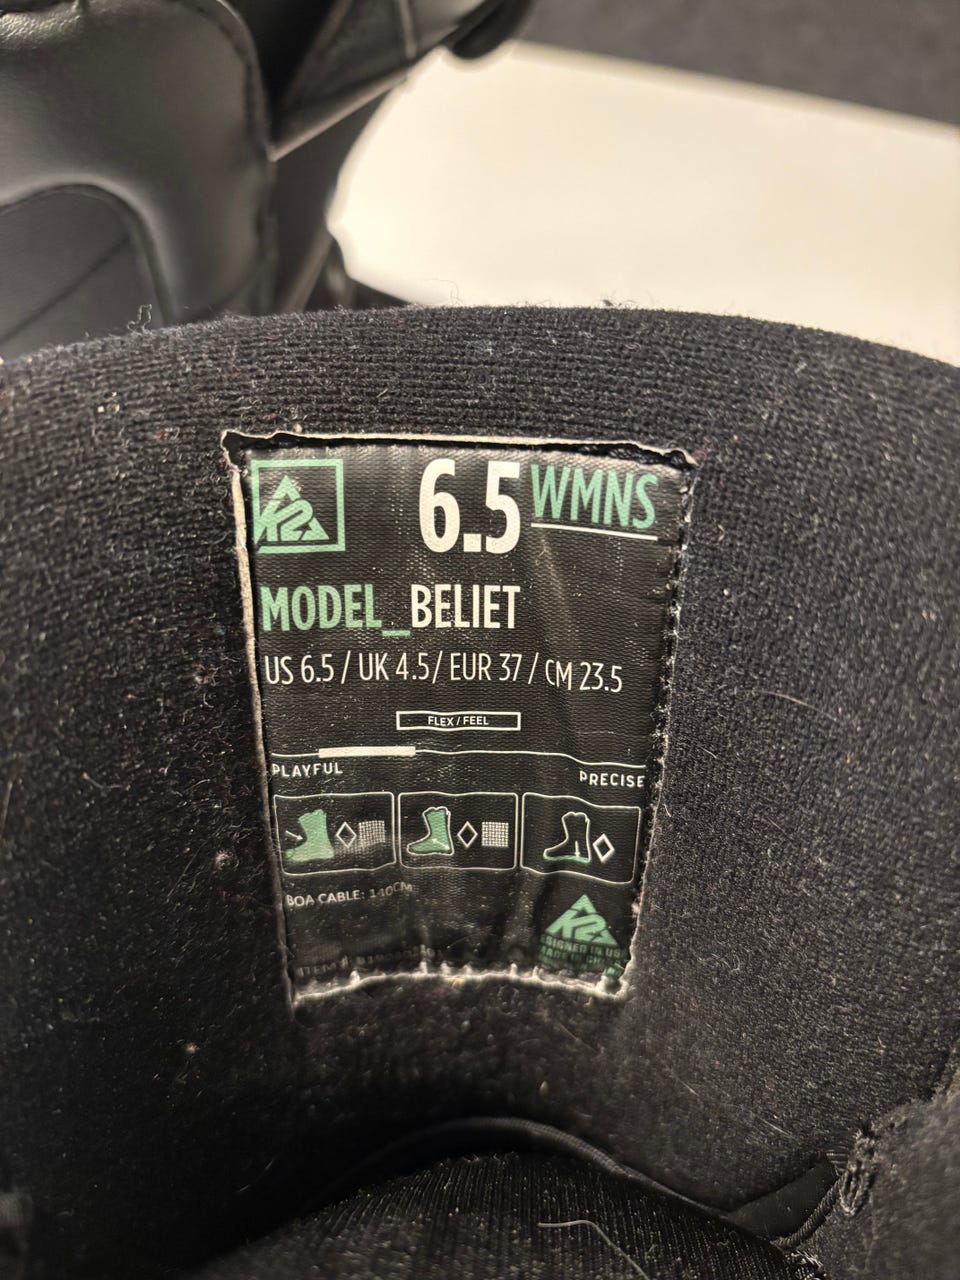 K2
6.5 WMNS
MODEL_BELIET
US 6.5 / UK 4.5/ EUR 37 / CM 23.5
FLEX / FEEL
PLAYFUL
PRECISE
BOA CABLE: 140CM
K2